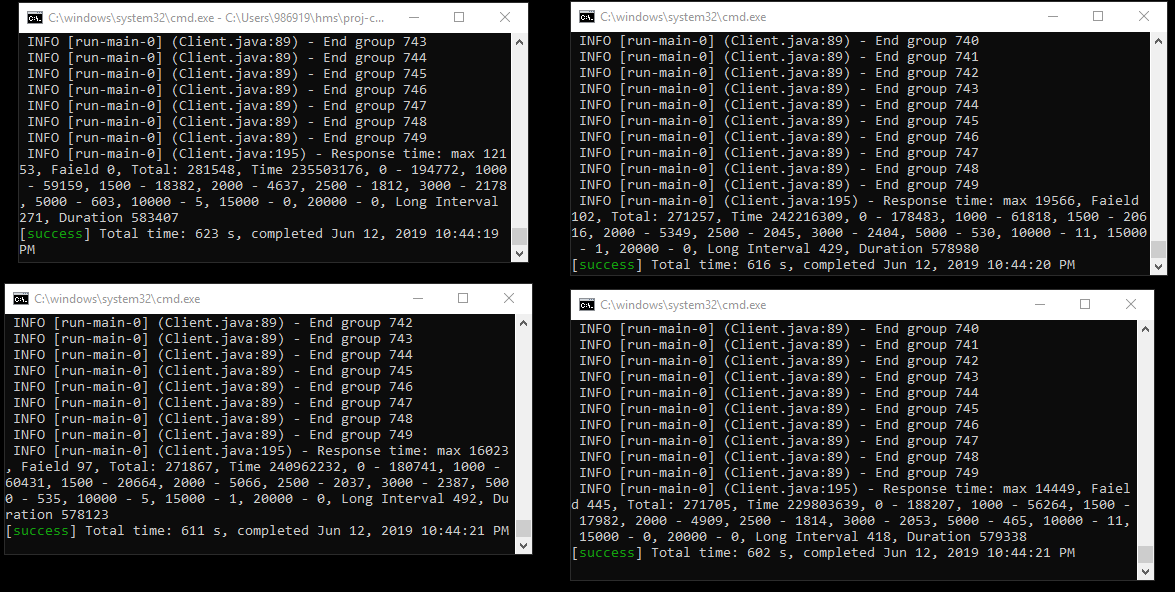 C:\windows\system32\cmd.exe - C:\Users\986919\hms\proj-c...
INFO [run-main-0] (Client.java:89) - End group 743
INFO [run-main-0] (Client.java:89) - End group 744
INFO [run-main-0] (Client.java:89) - End group 745
INFO [run-main-0] (Client.java:89) - End group 746
INFO [run-main-0] (Client.java:89) - End group 747
INFO [run-main-0] (Client.java:89) - End group 748
INFO [run-main-0] (Client.java:89) - End group 749
INFO [run-main-0] (Client.java:195) - Response time: max 121
53, Faield 0, Total: 281548, Time 235503176, 0 - 194772, 1000
- 59159, 1500 - 18382, 2000 - 4637, 2500 - 1812, 3000 - 2178
, 5000 - 603, 10000 - 5, 15000 - 0, 20000 - 0, Long Interval
271, Duration 583407
[success] Total time: 623 s, completed Jun 12, 2019 10:44:19
PM
C:\windows\system32\cmd.exe
INFO [run-main-0] (Client.java:89) - End group 740
INFO [run-main-0] (Client.java:89) - End group 741
INFO [run-main-0] (Client.java:89) - End group 742
INFO [run-main-0] (Client.java:89) - End group 743
INFO [run-main-0] (Client.java:89) - End group 744
INFO [run-main-0] (Client.java:89) - End group 745
INFO [run-main-0] (Client.java:89) - End group 746
INFO [run-main-0] (Client.java:89) - End group 747
INFO [run-main-0] (Client.java:89) - End group 748
INFO [run-main-0] (Client.java:89) - End group 749
INFO [run-main-0] (Client.java:195) - Response time: max 19566, Faield
102, Total: 271257, Time 242216309, 0 - 178483, 1000 - 61818, 1500 - 206
16, 2000 - 5349, 2500 - 2045, 3000 - 2404, 5000 - 530, 10000 - 11, 15000
- 1, 20000 - 0, Long Interval 429, Duration 578980
[success] Total time: 616 s, completed Jun 12, 2019 10:44:20 PM
C:\windows\system32\cmd.exe
INFO [run-main-0] (Client.java:89) - End group 742
INFO [run-main-0] (Client.java:89) - End group 743
INFO [run-main-0] (Client.java:89) - End group 744
INFO [run-main-0] (Client.java:89) - End group 745
INFO [run-main-0] (Client.java:89) - End group 746
INFO [run-main-0] (Client.java:89) - End group 747
INFO [run-main-0] (Client.java:89) - End group 748
INFO [run-main-0] (Client.java:89) - End group 749
INFO [run-main-0] (Client.java:195) - Response time: max 16023
, Faield 97, Total: 271867, Time 240962232, 0 - 180741, 1000 -
60431, 1500 - 20664, 2000 - 5066, 2500 - 2037, 3000 - 2387, 500
0 - 535, 10000 - 5, 15000 - 1, 20000 - 0, Long Interval 492, Du
ration 578123
[success] Total time: 611 s, completed Jun 12, 2019 10:44:21 PM
C:\windows\system32\cmd.exe
INFO [run-main-0] (Client.java:89) - End group 740
INFO [run-main-0] (Client.java:89) - End group 741
INFO [run-main-0] (Client.java:89) - End group 742
INFO [run-main-0] (Client.java:89) - End group 743
INFO [run-main-0] (Client.java:89) - End group 744
INFO [run-main-0] (Client.java:89) - End group 745
INFO [run-main-0] (Client.java:89) - End group 746
INFO [run-main-0] (Client.java:89) - End group 747
INFO [run-main-0] (Client.java:89) - End group 748
INFO [run-main-0] (Client.java:89) - End group 749
INFO [run-main-0] (Client.java:195) - Response time: max 14449, Faiel
d 445, Total: 271705, Time 229803639, 0 - 188207, 1000 - 56264, 1500 -
17982, 2000 - 4909, 2500 - 1814, 3000 - 2053, 5000 - 465, 10000 - 11,
15000 - 0, 20000 - 0, Long Interval 418, Duration 579338
[success] Total time: 602 s, completed Jun 12, 2019 10:44:21 PM